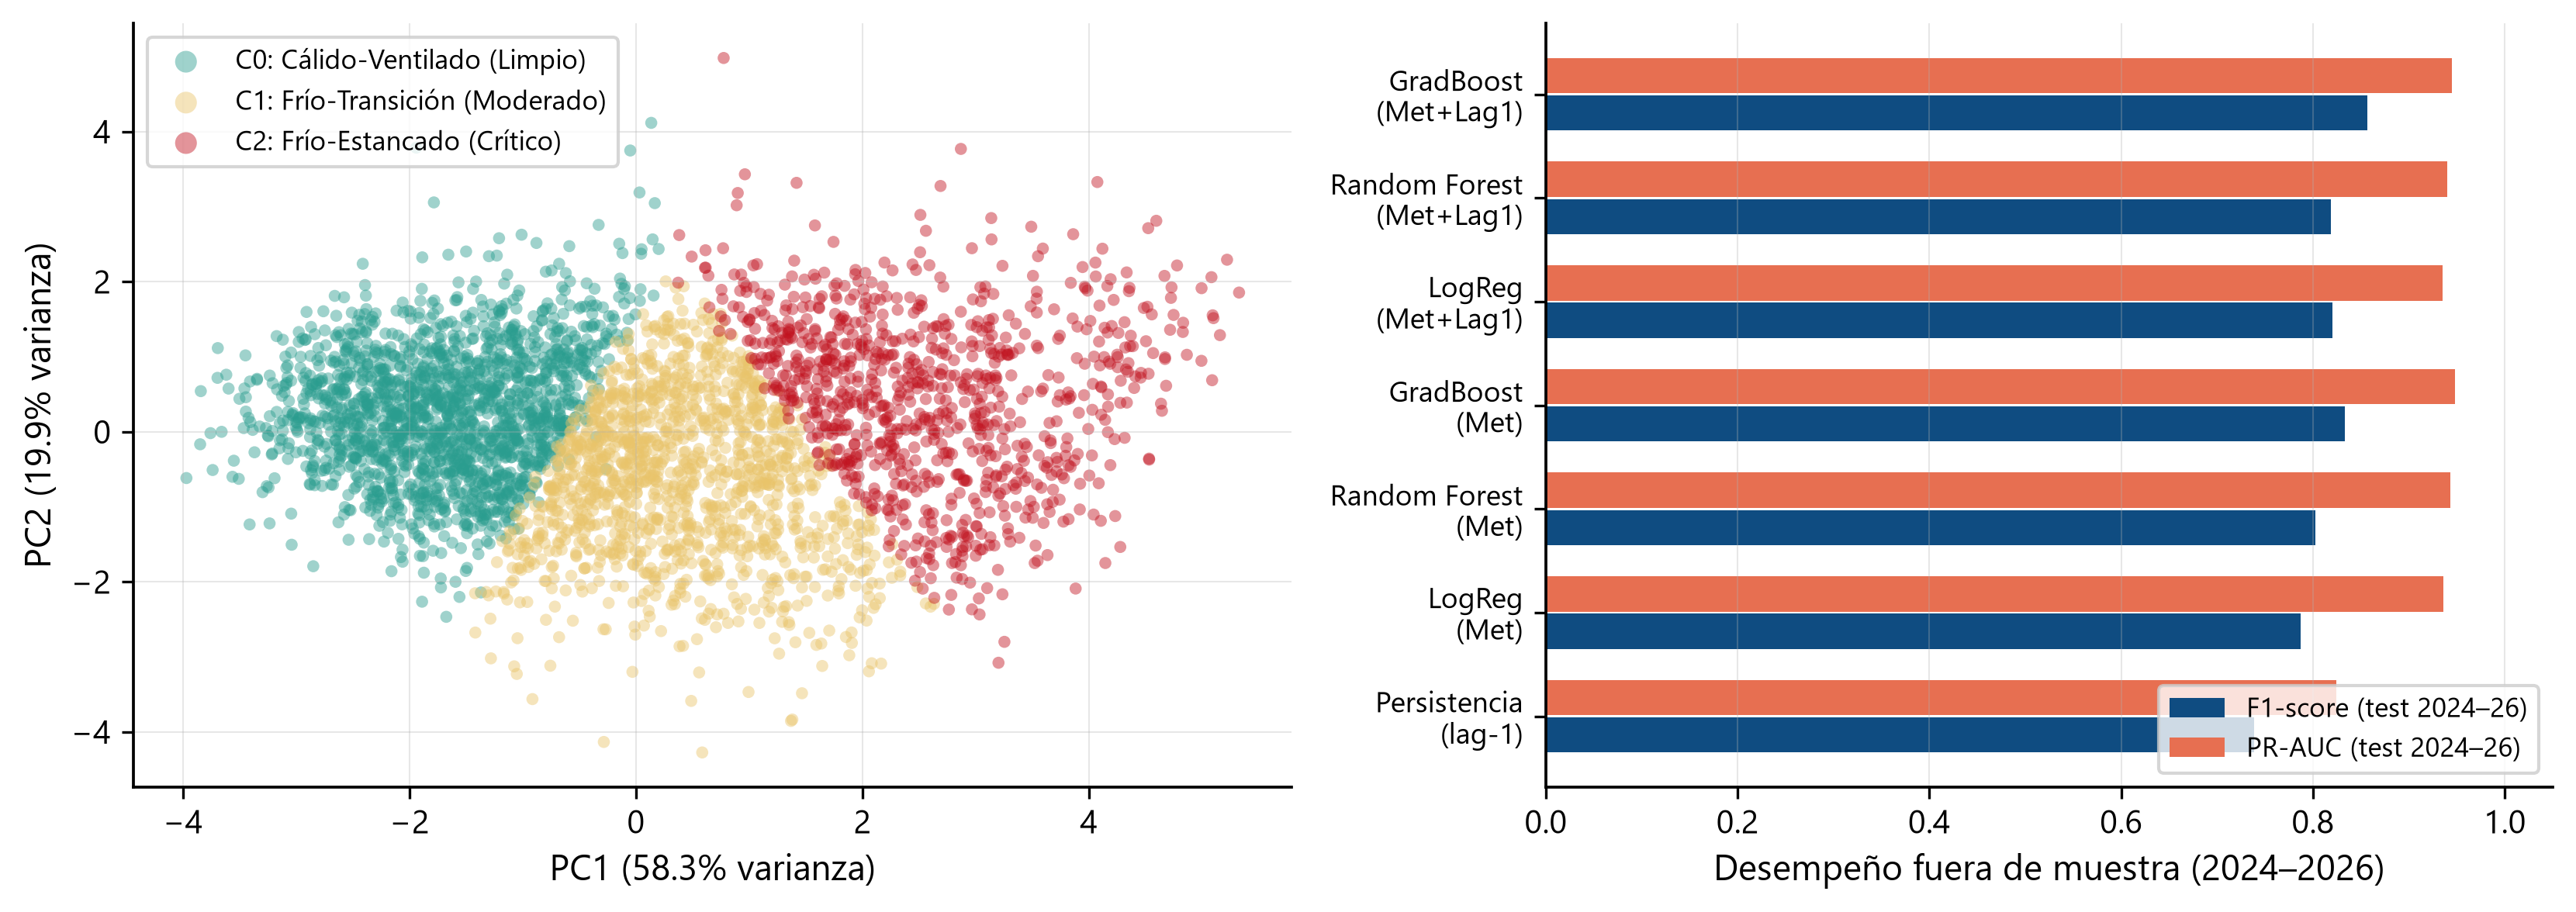 C0: Cálido-Ventilado (Limpio)
C1: Frío-Transición (Moderado)
C2: Frío-Estancado (Crítico)
4
2
0
−2
−4
PC2 (19.9% varianza)
−4
−2
0
2
4
PC1 (58.3% varianza)
GradBoost
(Met+Lag1)
Random Forest
(Met+Lag1)
LogReg
(Met+Lag1)
GradBoost
(Met)
Random Forest
(Met)
LogReg
(Met)
Persistencia
(lag-1)
F1-score (test 2024–26)
PR-AUC (test 2024–26)
0.0
0.2
0.4
0.6
0.8
1.0
Desempeño fuera de muestra (2024–2026)